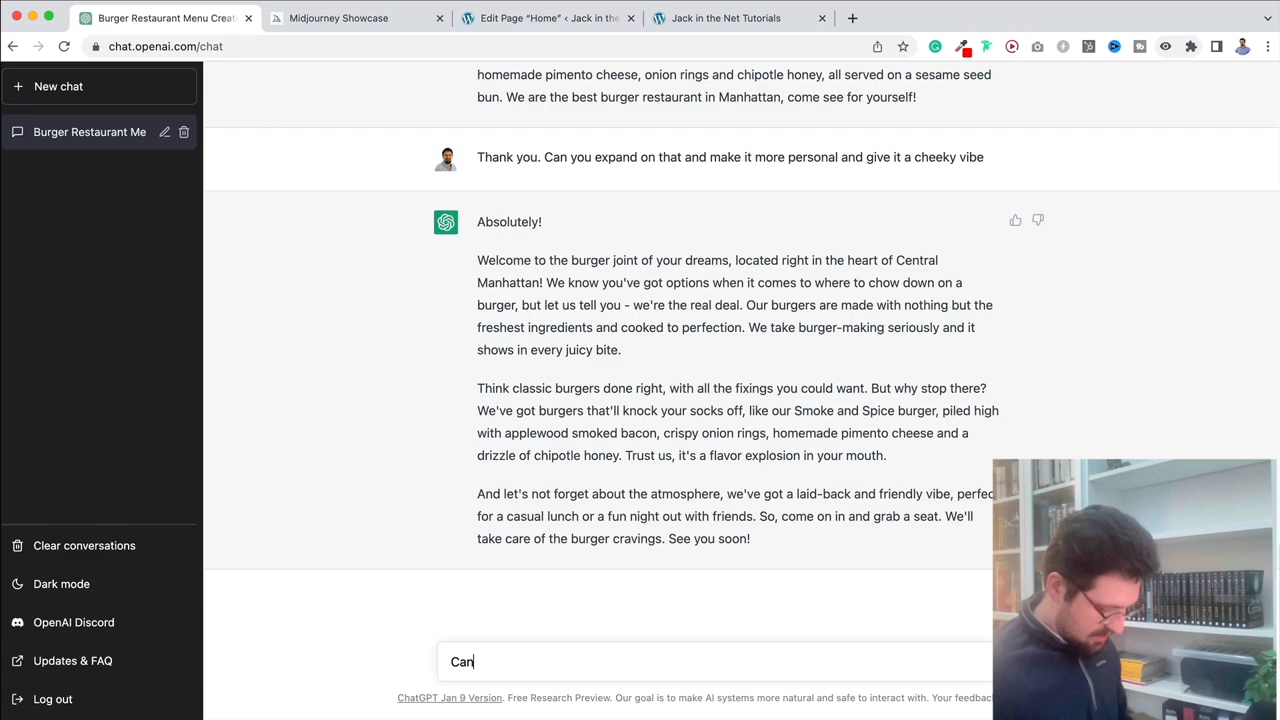 Burger Restaurant Menu Creati
Midjourney Showcase
Edit Page “Home” ‹ Jack in the
Jack in the Net Tutorials
chat.openai.com/chat
New chat
Burger Restaurant Me
homemade pimento cheese, onion rings and chipotle honey, all served on a sesame seed
bun. We are the best burger restaurant in Manhattan, come see for yourself!
Thank you. Can you expand on that and make it more personal and give it a cheeky vibe
Absolutely!
Welcome to the burger joint of your dreams, located right in the heart of Central
Manhattan! We know you've got options when it comes to where to chow down on a
burger, but let us tell you - we're the real deal. Our burgers are made with nothing but the
freshest ingredients and cooked to perfection. We take burger-making seriously and it
shows in every juicy bite.
Think classic burgers done right, with all the fixings you could want. But why stop there?
We've got burgers that'll knock your socks off, like our Smoke and Spice burger, piled high
with applewood smoked bacon, crispy onion rings, homemade pimento cheese and a
drizzle of chipotle honey. Trust us, it's a flavor explosion in your mouth.
And let's not forget about the atmosphere, we've got a laid-back and friendly vibe, perfec
for a casual lunch or a fun night out with friends. So, come on in and grab a seat. We'll
take care of the burger cravings. See you soon!
Clear conversations
Dark mode
OpenAI Discord
Updates & FAQ
Log out
Can
ChatGPT Jan 9 Version. Free Research Preview. Our goal is to make AI systems more natural and safe to interact with. Your feedbac